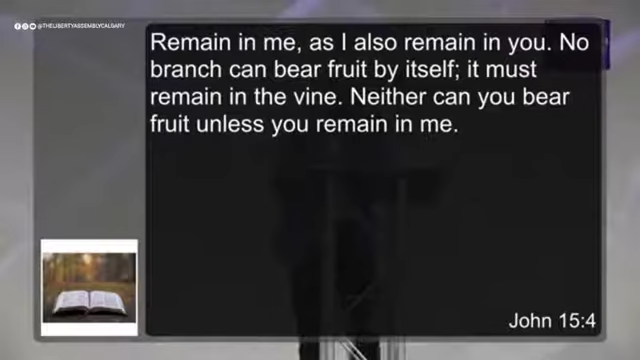 @THELIBERTYASSEMBLYCALGARY
Remain in me, as I also remain in you. No
branch can bear fruit by itself; it must
remain in the vine. Neither can you bear
fruit unless you remain in me.
John 15:4